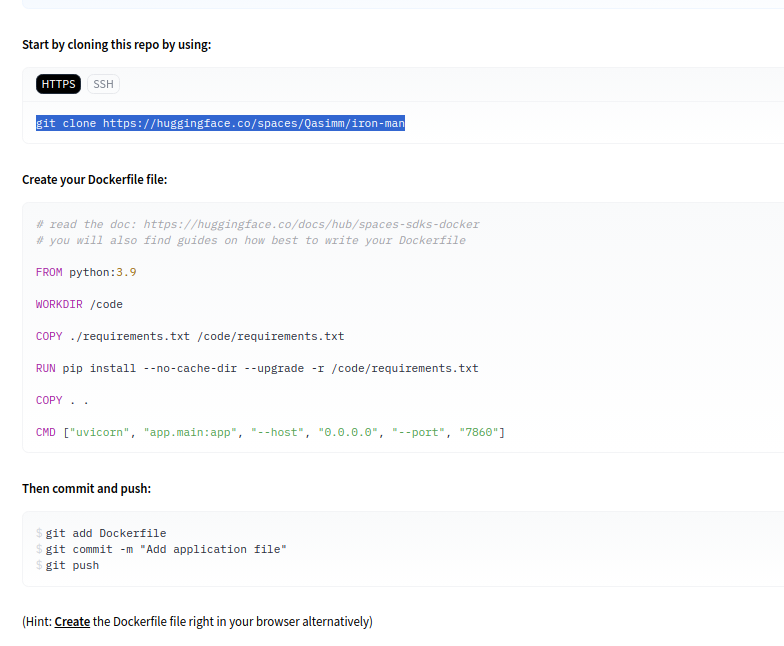 Start by cloning this repo by using:
HTTPS SSH
git clone https://huggingface.co/spaces/Qasimm/iron-man
Create your Dockerfile file:
# read the doc: https://huggingface.co/docs/hub/spaces-sdks-docker
# you will also find guides on how best to write your Dockerfile
FROM python:3.9
WORKDIR /code
COPY ./requirements.txt /code/requirements.txt
RUN pip install --no-cache-dir --upgrade -r /code/requirements.txt
COPY . .
CMD ["uvicorn", "app.main:app", "--host", "0.0.0.0", "--port", "7860"]
Then commit and push:
$ git add Dockerfile
$ git commit -m "Add application file"
$ git push
(Hint: Create the Dockerfile file right in your browser alternatively)